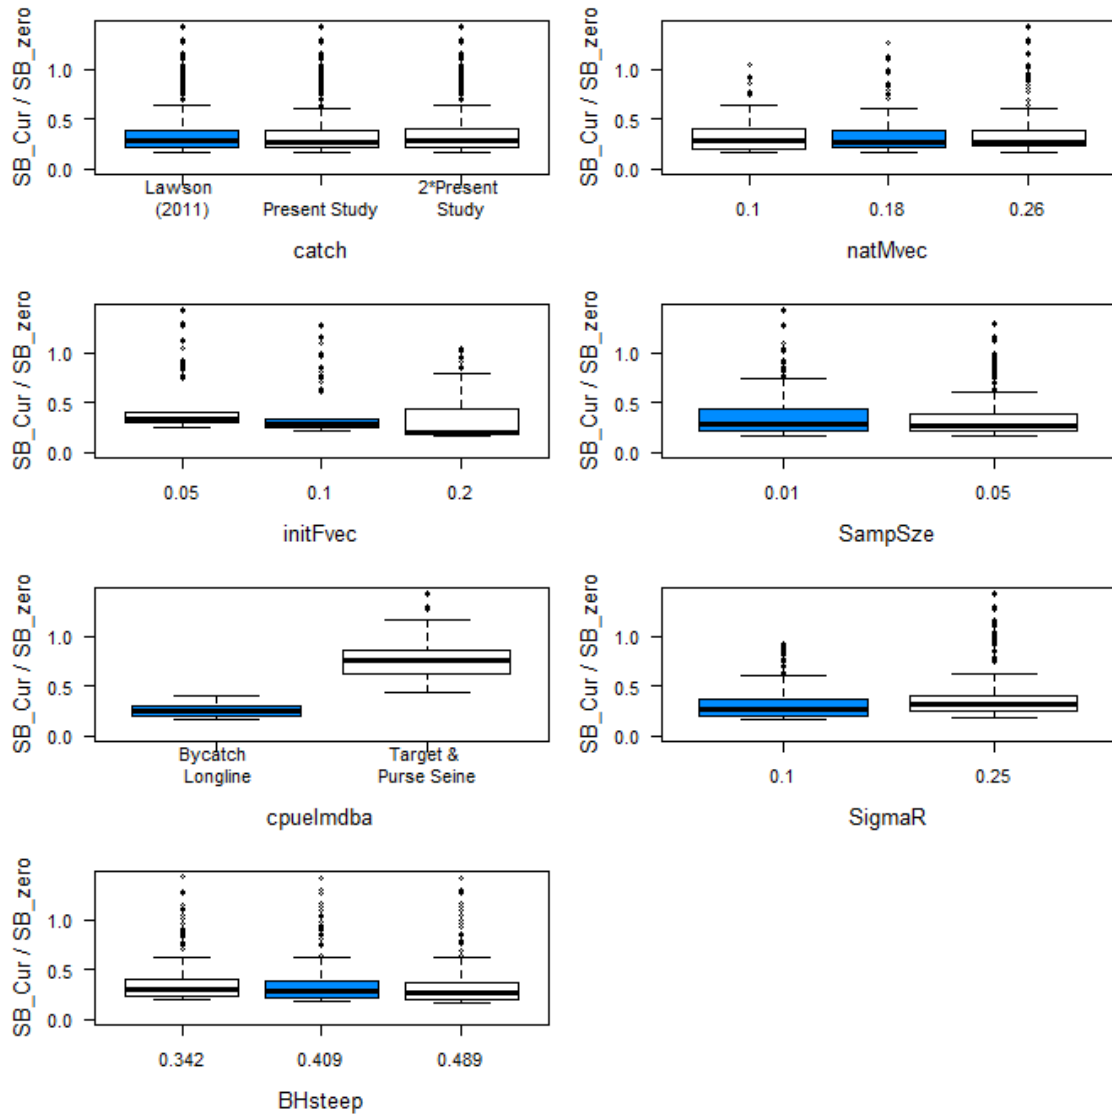 SB_Cur / SB_zero
1.0
0.5
0.0
Lawson
(2011)
Present Study
2*Present
Study
catch
SB_Cur / SB_zero
1.0
0.5
0.0
0.1
0.18
0.26
natMvec
SB_Cur / SB_zero
1.0
0.5
0.0
0.05
0.1
0.2
initFvec
SB_Cur / SB_zero
1.0
0.5
0.0
0.01
0.05
SampSze
SB_Cur / SB_zero
1.0
0.5
0.0
Bycatch
Longline
Target &
Purse Seine
cpuelmdba
SB_Cur / SB_zero
1.0
0.5
0.0
0.1
0.25
SigmaR
SB_Cur / SB_zero
1.0
0.5
0.0
0.342
0.409
0.489
BHsteep